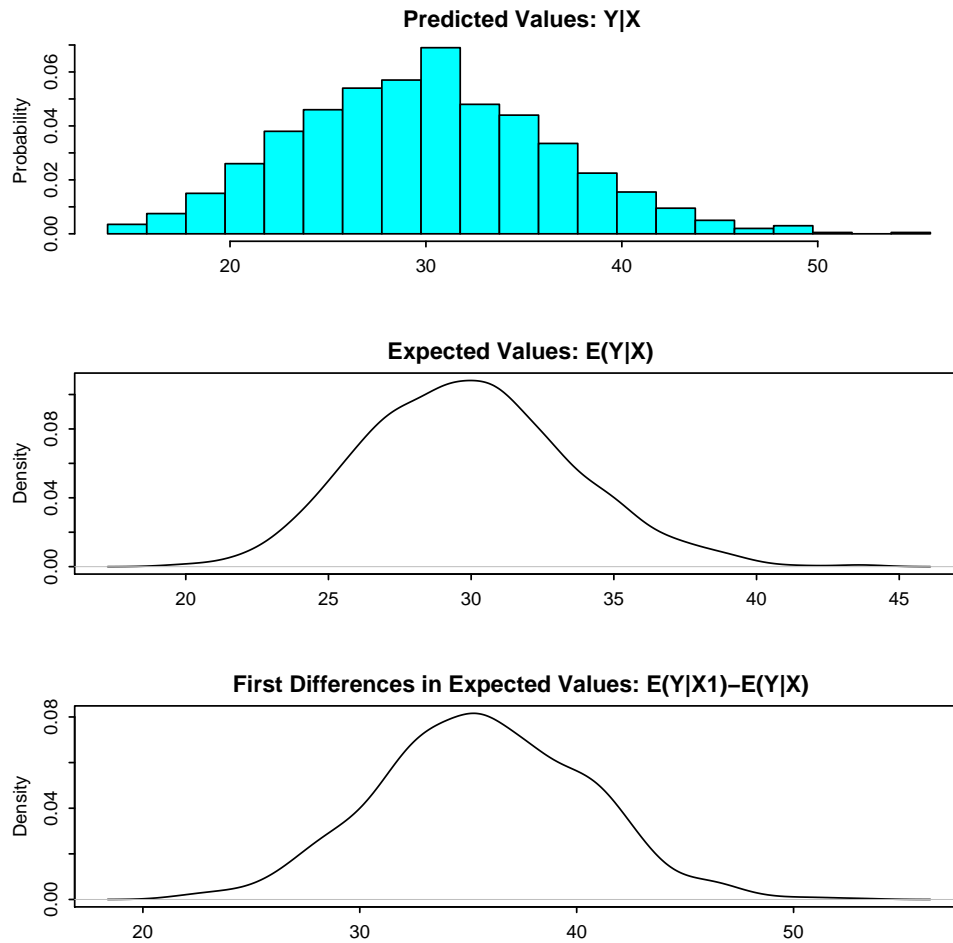 Predicted Values: Y|X
Probability
0.00 0.02 0.04 0.06
20 30 40 50
Expected Values: E(Y|X)
Density
0.00 0.04 0.08
20 25 30 35 40 45
First Differences in Expected Values: E(Y|X1)−E(Y|X)
Density
0.00 0.04 0.08
20 30 40 50